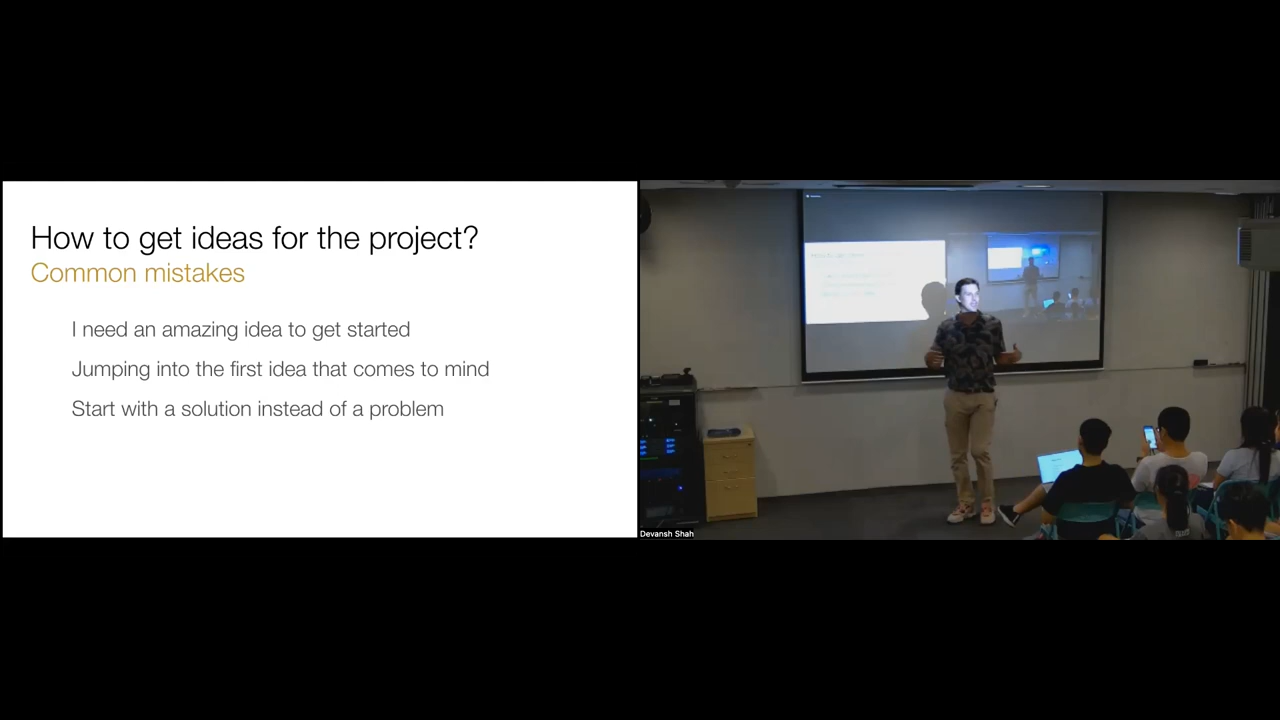 How to get ideas for the project?
Common mistakes
I need an amazing idea to get started
Jumping into the first idea that comes to mind
Start with a solution instead of a problem
Devansh Shah